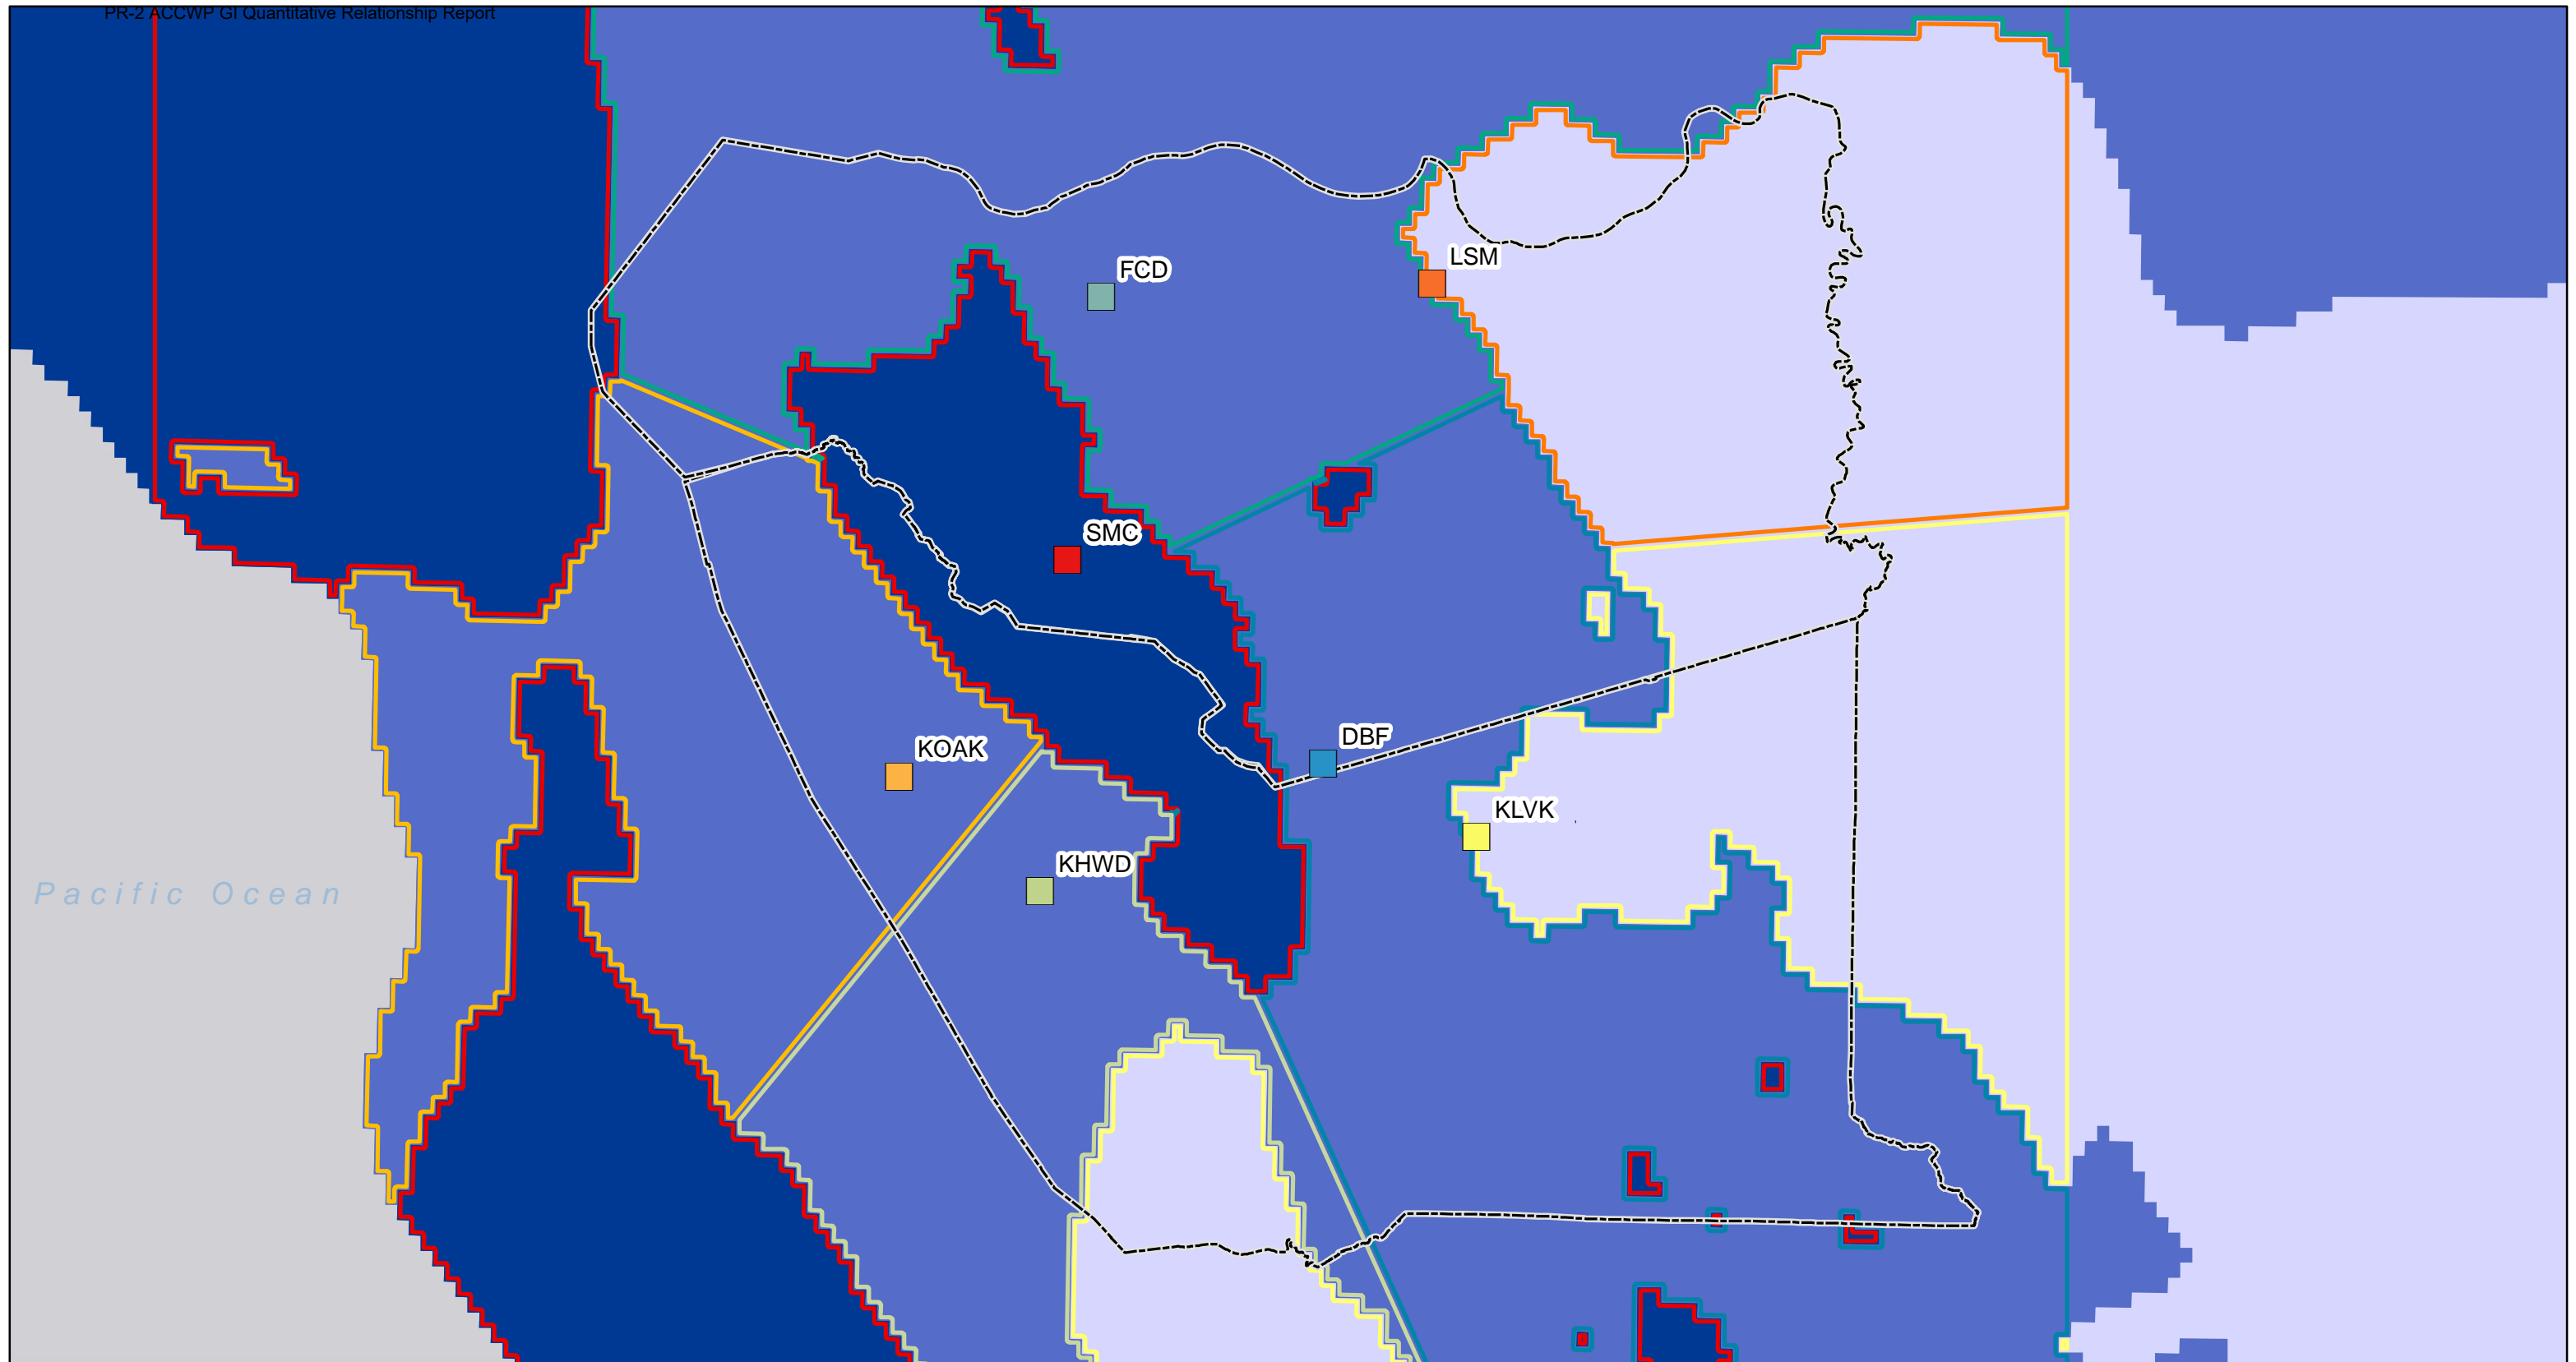 PR-2 ACCWP GI Quantitative Relationship Report
LSM
FCD
SMC
KOAK
DBF
KLVK
KHWD
Pacific Ocean